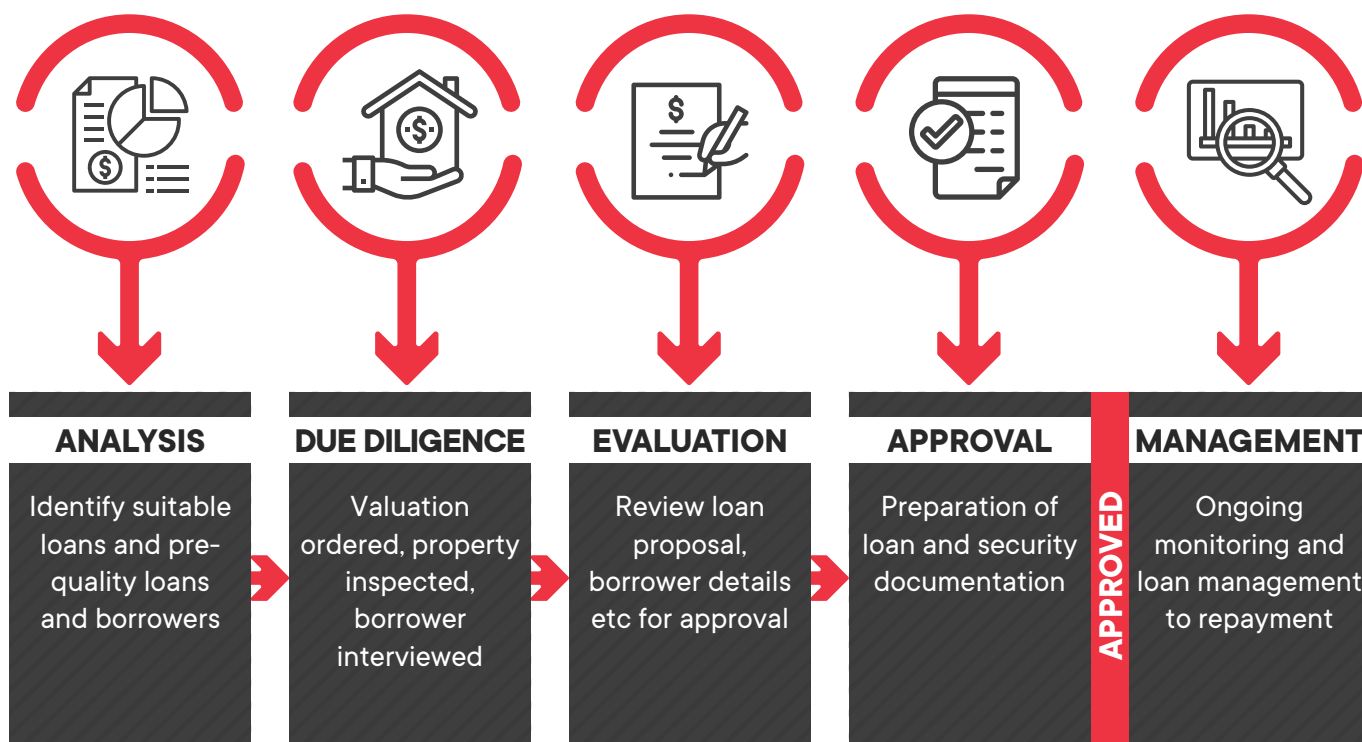 $
$
$
ANALYSIS
Identify suitable
loans and pre-
quality loans
and borrowers
DUE DILIGENCE
Valuation
ordered, property
inspected,
borrower
interviewed
EVALUATION
Review loan
proposal,
borrower details
etc for approval
APPROVAL
Preparation of
loan and security
documentation
APPROVED
MANAGEMENT
Ongoing
monitoring and
loan management
to repayment